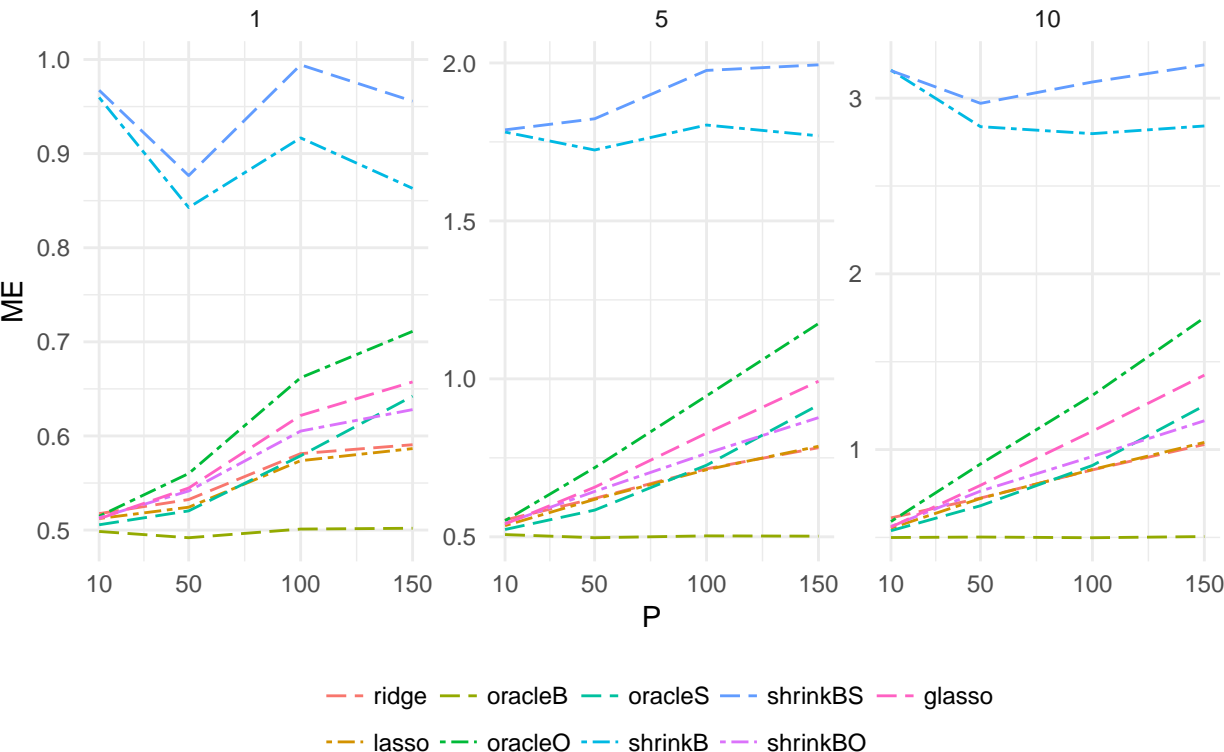 1 5 10
1.0
0.9
0.8
0.7
0.6
0.5
2.0
1.5
1.0
0.5
3
2
1
ME
10 50 100 150 10 50 100 150 10 50 100 150
P
ridge oracleB oracleS shrinkBS glasso
lasso oracleO shrinkB shrinkBO